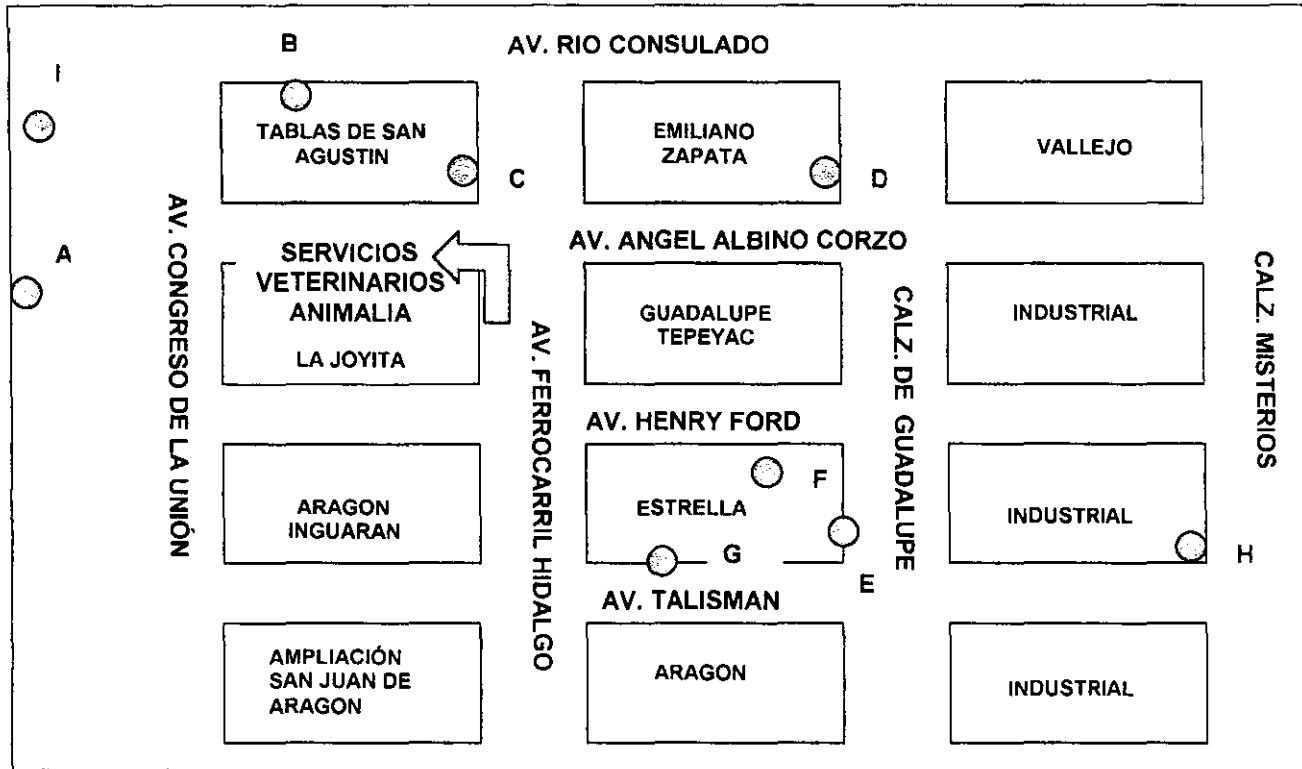 B
AV. RIO CONSULADO
I
TABLAS DE SAN
AGUSTIN
C
EMILIANO
ZAPATA
D
VALLEJO
AV. CONGRESO DE LA UNIÓN
A
SERVICIOS
VETERINARIOS
ANIMALIA
LA JOYITA
AV. FERROCARRIL HIDALGO
AV. ANGEL ALBINO CORZO
GUADALUPE
TEPEYAC
CALZ. DE GUADALUPE
INDUSTRIAL
CALZ. MISTERIOS
AV. HENRY FORD
ARAGON
INGUARAN
ESTRELLA
F
G
E
INDUSTRIAL
H
AV. TALISMAN
AMPLIACIÓN
SAN JUAN DE
ARAGON
ARAGON
INDUSTRIAL